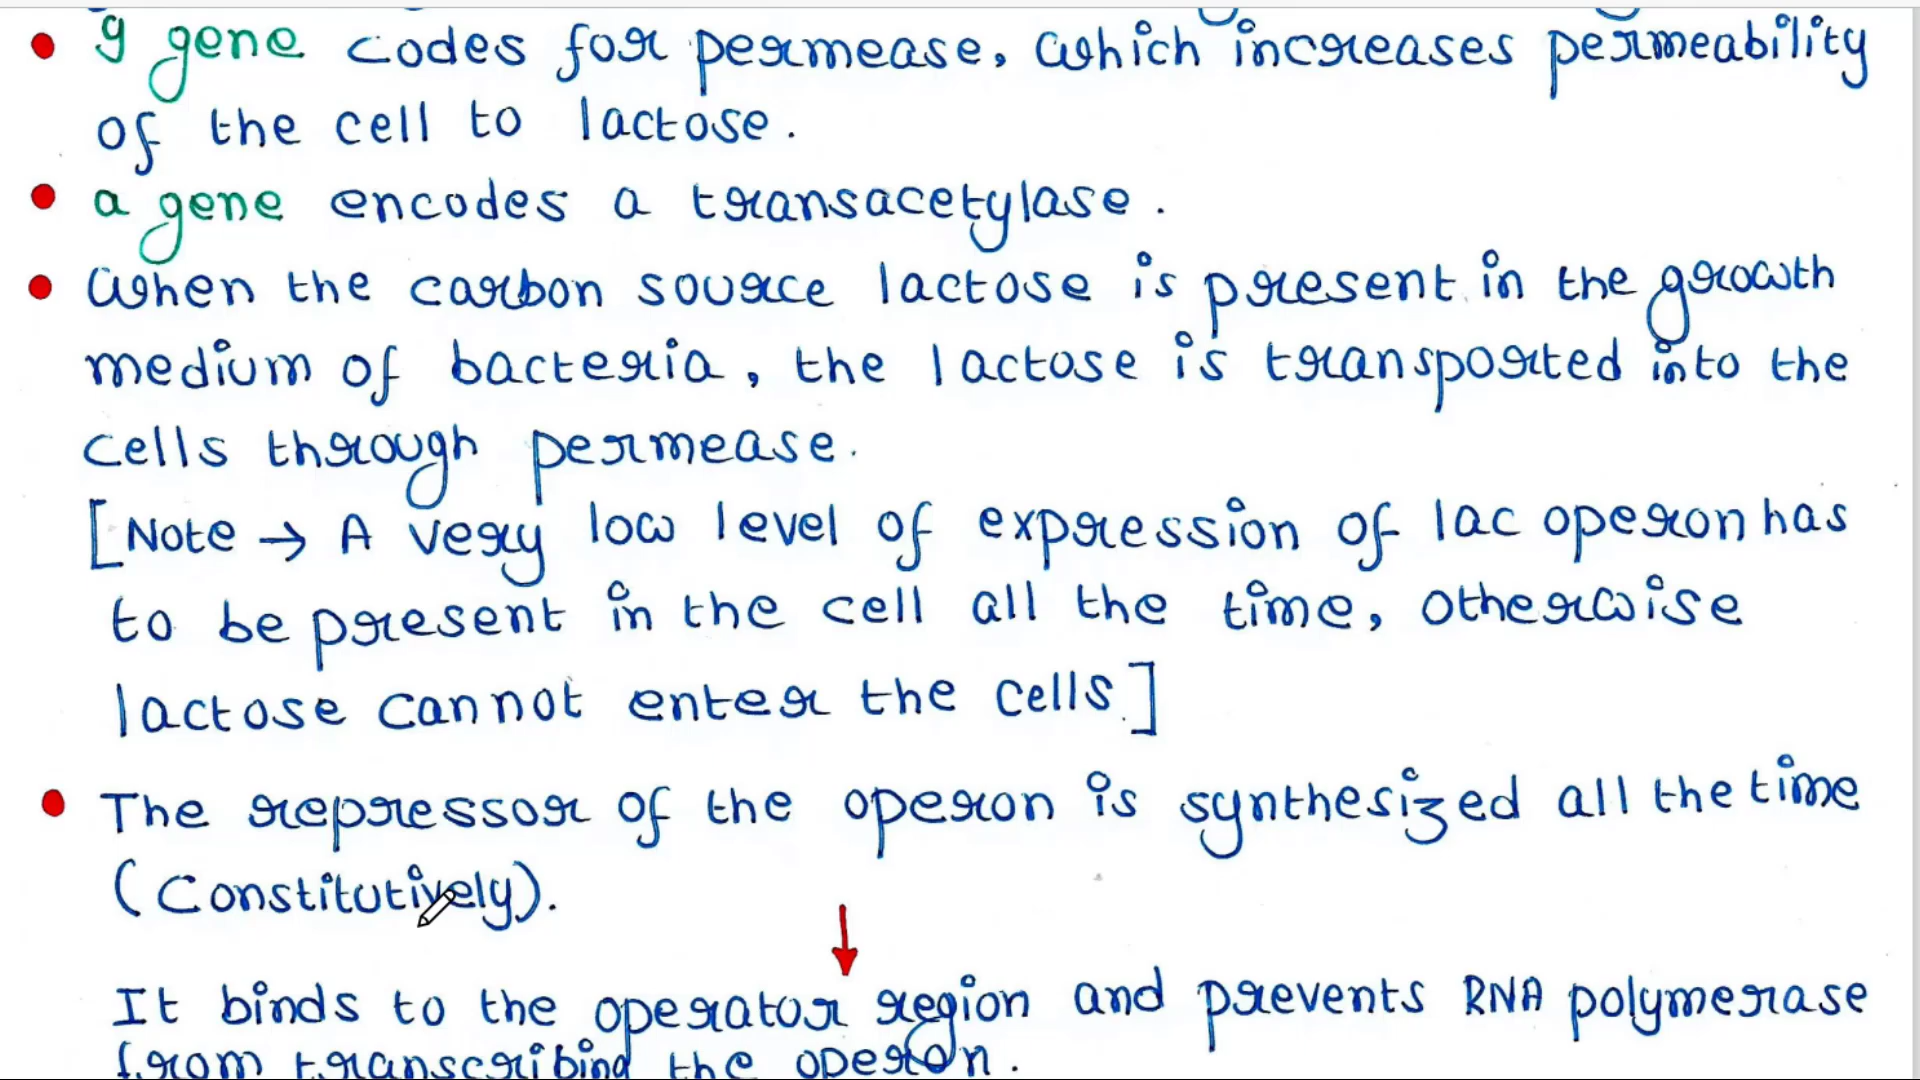 y gene codes for permease, which increases permeability
of the cell to lactose.
a gene encodes a transacetylase.
When the carbon source lactose is present in the growth
medium of bacteria, the lactose is transported into the
cells through permease.
[Note → A very low level of expression of lac operon has
to be present in the cell all the time, otherwise
lactose cannot enter the cells.]
The repressor of the operon is synthesized all the time
(Constitutively).
It binds to the operator region and prevents RNA polymerase
from transcribing the operon.